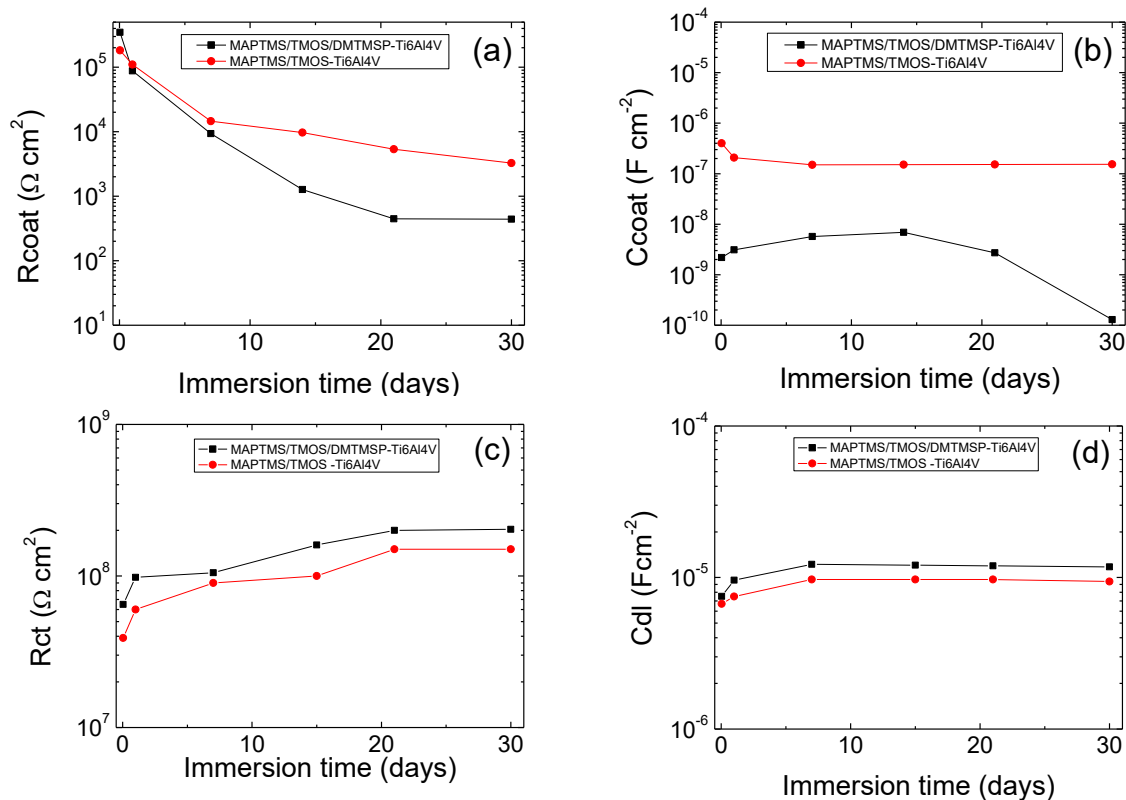 (a)
MAPTMS/TMOS/DMTMSP-Ti6Al4V
MAPTMS/TMOS-Ti6Al4V
Rcoat (Ω cm²)
10⁵
10⁴
10³
10²
10¹
0 10 20 30
Immersion time (days)
(b)
MAPTMS/TMOS/DMTMSP-Ti6Al4V
MAPTMS/TMOS-Ti6Al4V
Ccoat (F cm⁻²)
10⁻⁴
10⁻⁵
10⁻⁶
10⁻⁷
10⁻⁸
10⁻⁹
10⁻¹⁰
0 10 20 30
Immersion time (days)
(c)
MAPTMS/TMOS/DMTMSP-Ti6Al4V
MAPTMS/TMOS -Ti6Al4V
Rct (Ω cm²)
10⁹
10⁸
10⁷
0 10 20 30
Immersion time (days)
(d)
MAPTMS/TMOS/DMTMSP-Ti6Al4V
MAPTMS/TMOS -Ti6Al4V
Cdl (Fcm⁻²)
10⁻⁴
10⁻⁵
10⁻⁶
0 10 20 30
Immersion time (days)